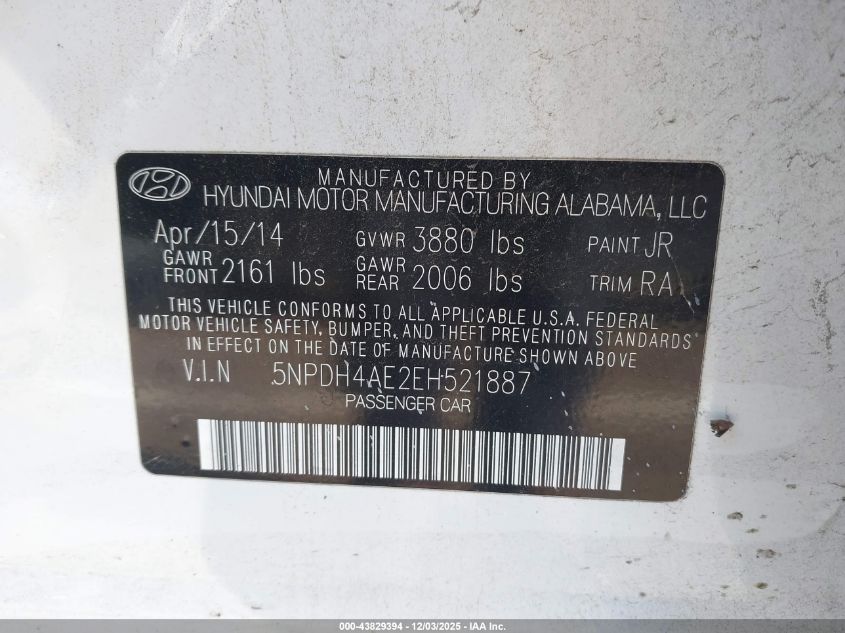 MANUFACTURED BY
HYUNDAI MOTOR MANUFACTURING ALABAMA, LLC
Apr/15/14 GVWR 3880 lbs PAINT JR
GAWR FRONT 2161 lbs GAWR REAR 2006 lbs TRIM RA
THIS VEHICLE CONFORMS TO ALL APPLICABLE U.S.A. FEDERAL
MOTOR VEHICLE SAFETY, BUMPER, AND THEFT PREVENTION STANDARDS
IN EFFECT ON THE DATE OF MANUFACTURE SHOWN ABOVE
V.I.N 5NPDH4AE2EH521887
PASSENGER CAR
000-43829394 - 12/03/2025 - IAA Inc.